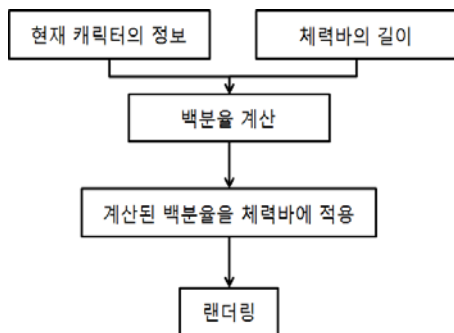 현재 캐릭터의 정보
체력바의 길이
백분율 계산
계산된 백분율을 체력바에 적용
랜더링